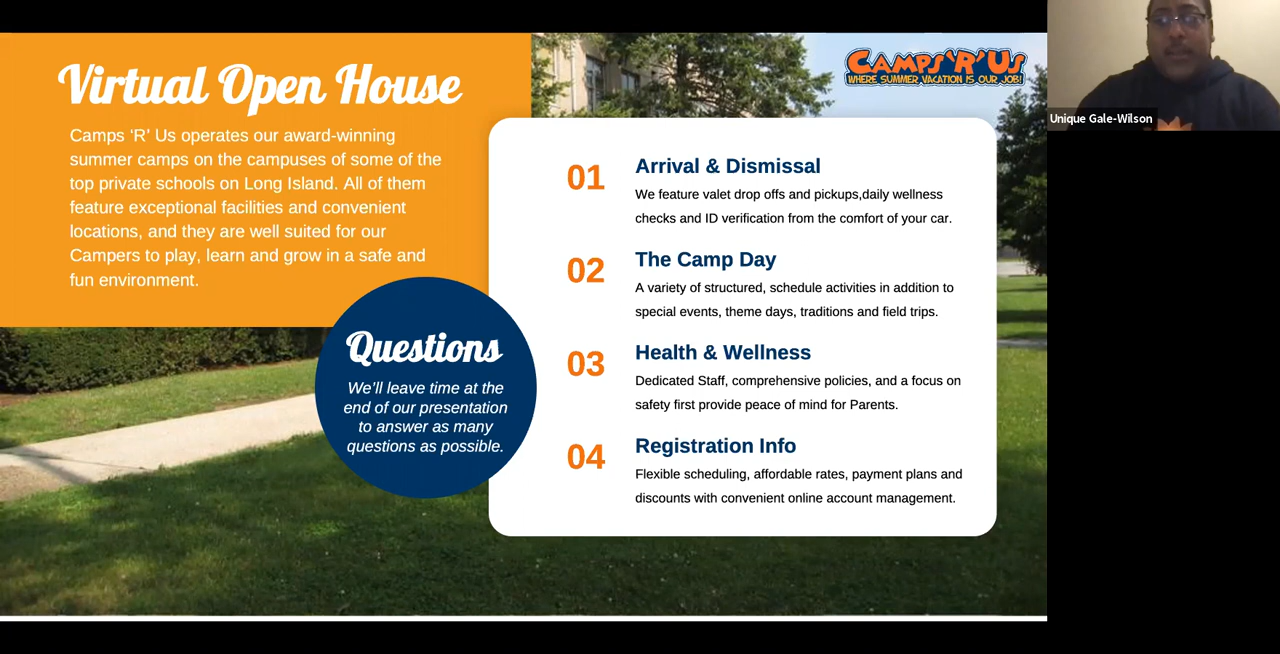 Virtual Open House
Camps 'R' Us operates our award-winning
summer camps on the campuses of some of the
top private schools on Long Island. All of them
feature exceptional facilities and convenient
locations, and they are well suited for our
Campers to play, learn and grow in a safe and
fun environment.
Questions
We'll leave time at the
end of our presentation
to answer as many
questions as possible.
CAMPS 'R' US
WHERE SUMMER VACATION IS OUR JOB!
01
Arrival & Dismissal
We feature valet drop offs and pickups,daily wellness
checks and ID verification from the comfort of your car.
02
The Camp Day
A variety of structured, schedule activities in addition to
special events, theme days, traditions and field trips.
03
Health & Wellness
Dedicated Staff, comprehensive policies, and a focus on
safety first provide peace of mind for Parents.
04
Registration Info
Flexible scheduling, affordable rates, payment plans and
discounts with convenient online account management.
Unique Gale-Wilson